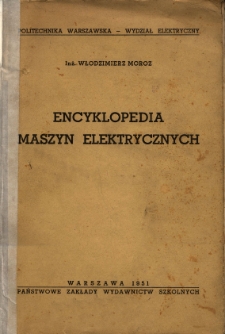 POLITECHNIKA WARSZAWSKA – WYDZIAŁ ELEKTRYCZNY
Inż. WŁODZIMIERZ MOROZ
ENCYKLOPEDIA
MASZYN ELEKTRYCZNYCH
WARSZAWA 1951
PAŃSTWOWE ZAKŁADY WYDAWNICTW SZKOLNYCH